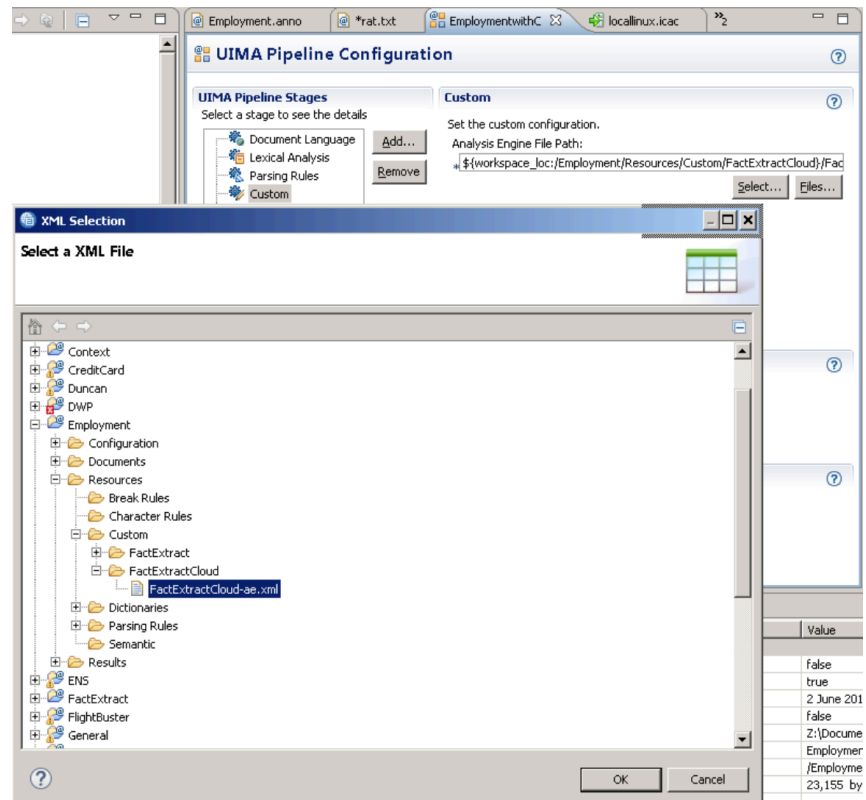 Employment.anno
*rat.txt
EmploymentwithC
locallinux.icac
»2
UIMA Pipeline Configuration
UIMA Pipeline Stages
Select a stage to see the details
Document Language
Lexical Analysis
Parsing Rules
Custom
Add...
Remove
Custom
Set the custom configuration.
Analysis Engine File Path:
*${workspace_loc:/Employment/Resources/Custom/FactExtractCloud}/Fac
Select...
Files...
XML Selection
Select a XML File
Context
CreditCard
Duncan
DWP
Employment
Configuration
Documents
Resources
Break Rules
Character Rules
Custom
FactExtract
FactExtractCloud
FactExtractCloud-ae.xml
Dictionaries
Parsing Rules
Semantic
Results
ENS
FactExtract
FlightBuster
General
OK
Cancel
Value
false
true
2 June 201
false
Z:\Docume
Employmer
/Employme
23,155 by